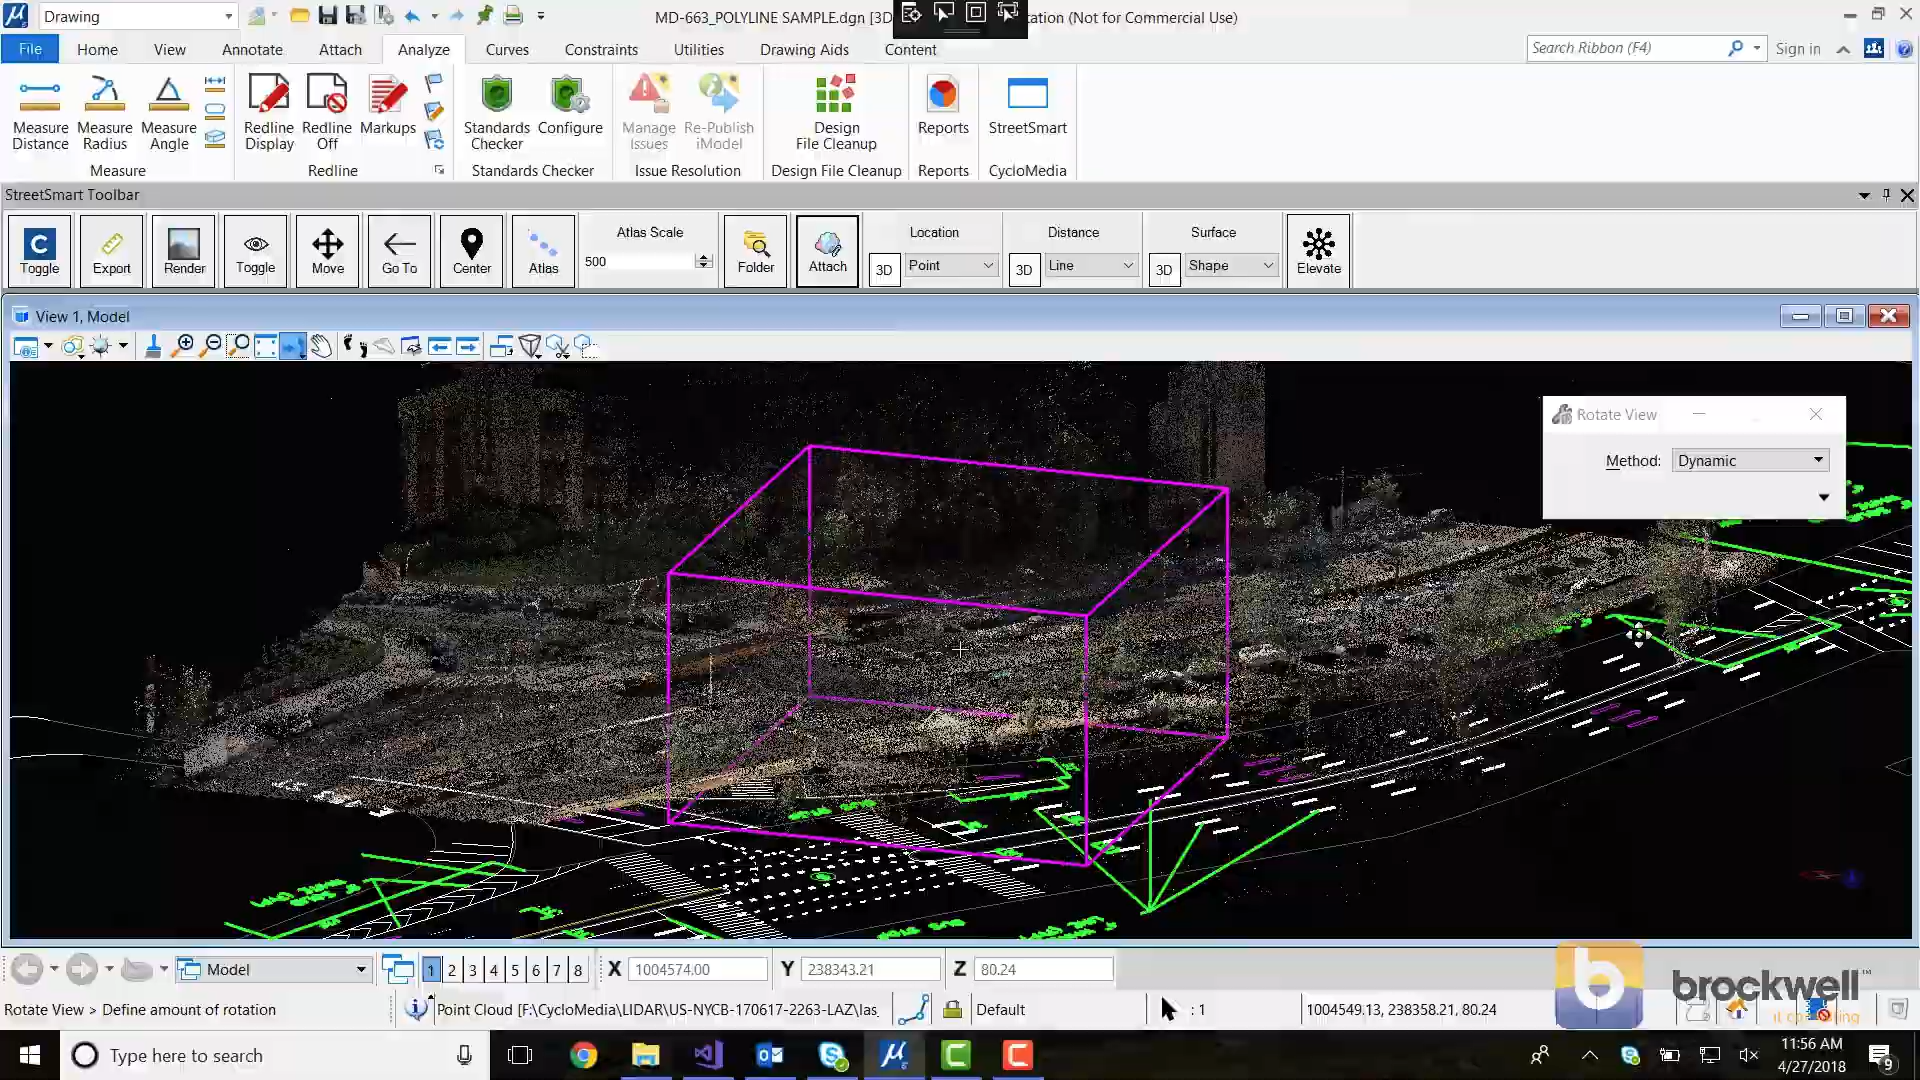 Drawing
MD-663_POLYLINE SAMPLE.dgn [3D
tation (Not for Commercial Use)
File
Home
View
Annotate
Attach
Analyze
Curves
Constraints
Utilities
Drawing Aids
Content
Search Ribbon (F4)
Sign in
Measure Distance
Measure Radius
Measure Angle
Redline Display
Redline Off
Markups
Standards Checker
Configure
Manage Issues
Re-Publish iModel
Design File Cleanup
Reports
StreetSmart
Measure
Redline
Standards Checker
Issue Resolution
Design File Cleanup
Reports
CycloMedia
StreetSmart Toolbar
C
Toggle
Export
Render
Toggle
Move
Go To
Center
Atlas
Atlas Scale
500
Folder
Attach
Location
3D
Point
Distance
3D
Line
Surface
3D
Shape
Elevate
View 1, Model
Rotate View
Method:
Dynamic
Model
1 2 3 4 5 6 7 8
X
1004574.00
Y
238343.21
Z
80.24
Rotate View > Define amount of rotation
Point Cloud [F:\CycloMedia\LIDAR\US-NYCB-170617-2263-LAZ\las_
Default
: 1
1004549.13, 238358.21, 80.24
b
brockwell™
Type here to search
11:56 AM
4/27/2018
9